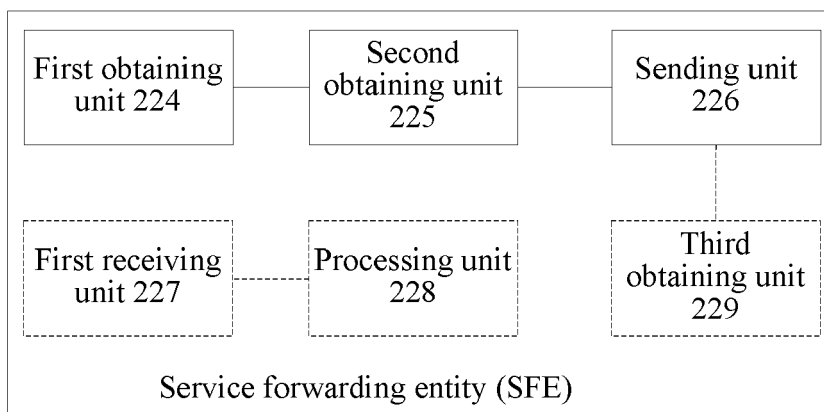 First obtaining
unit 224
Second
obtaining unit
225
Sending unit
226
First receiving
unit 227
Processing unit
228
Third
obtaining unit
229
Service forwarding entity (SFE)